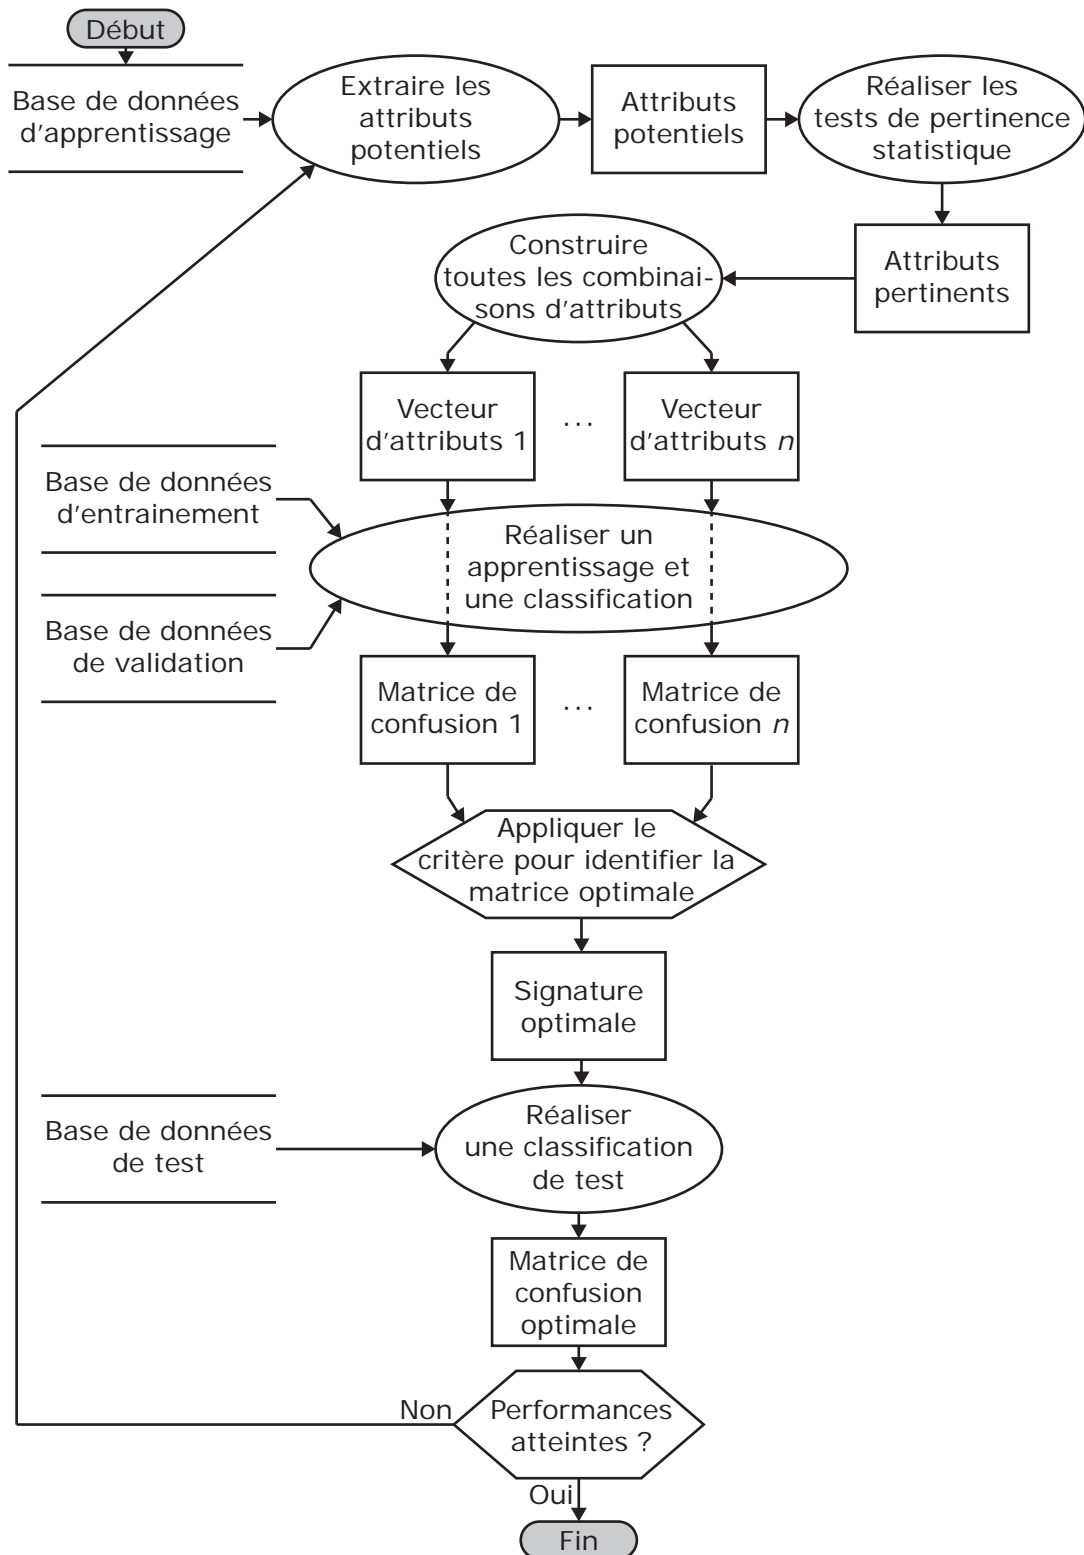 Début
Base de données
d'apprentissage
Extraire les
attributs
potentiels
Attributs
potentiels
Réaliser les
tests de pertinence
statistique
Construire
toutes les combinai-
sons d'attributs
Attributs
pertinents
Vecteur
d'attributs 1
...
Vecteur
d'attributs n
Base de données
d'entrainement
Réaliser un
apprentissage et
une classification
Base de données
de validation
Matrice de
confusion 1
...
Matrice de
confusion n
Appliquer le
critère pour identifier la
matrice optimale
Signature
optimale
Base de données
de test
Réaliser
une classification
de test
Matrice de
confusion
optimale
Non
Performances
atteintes ?
Oui
Fin